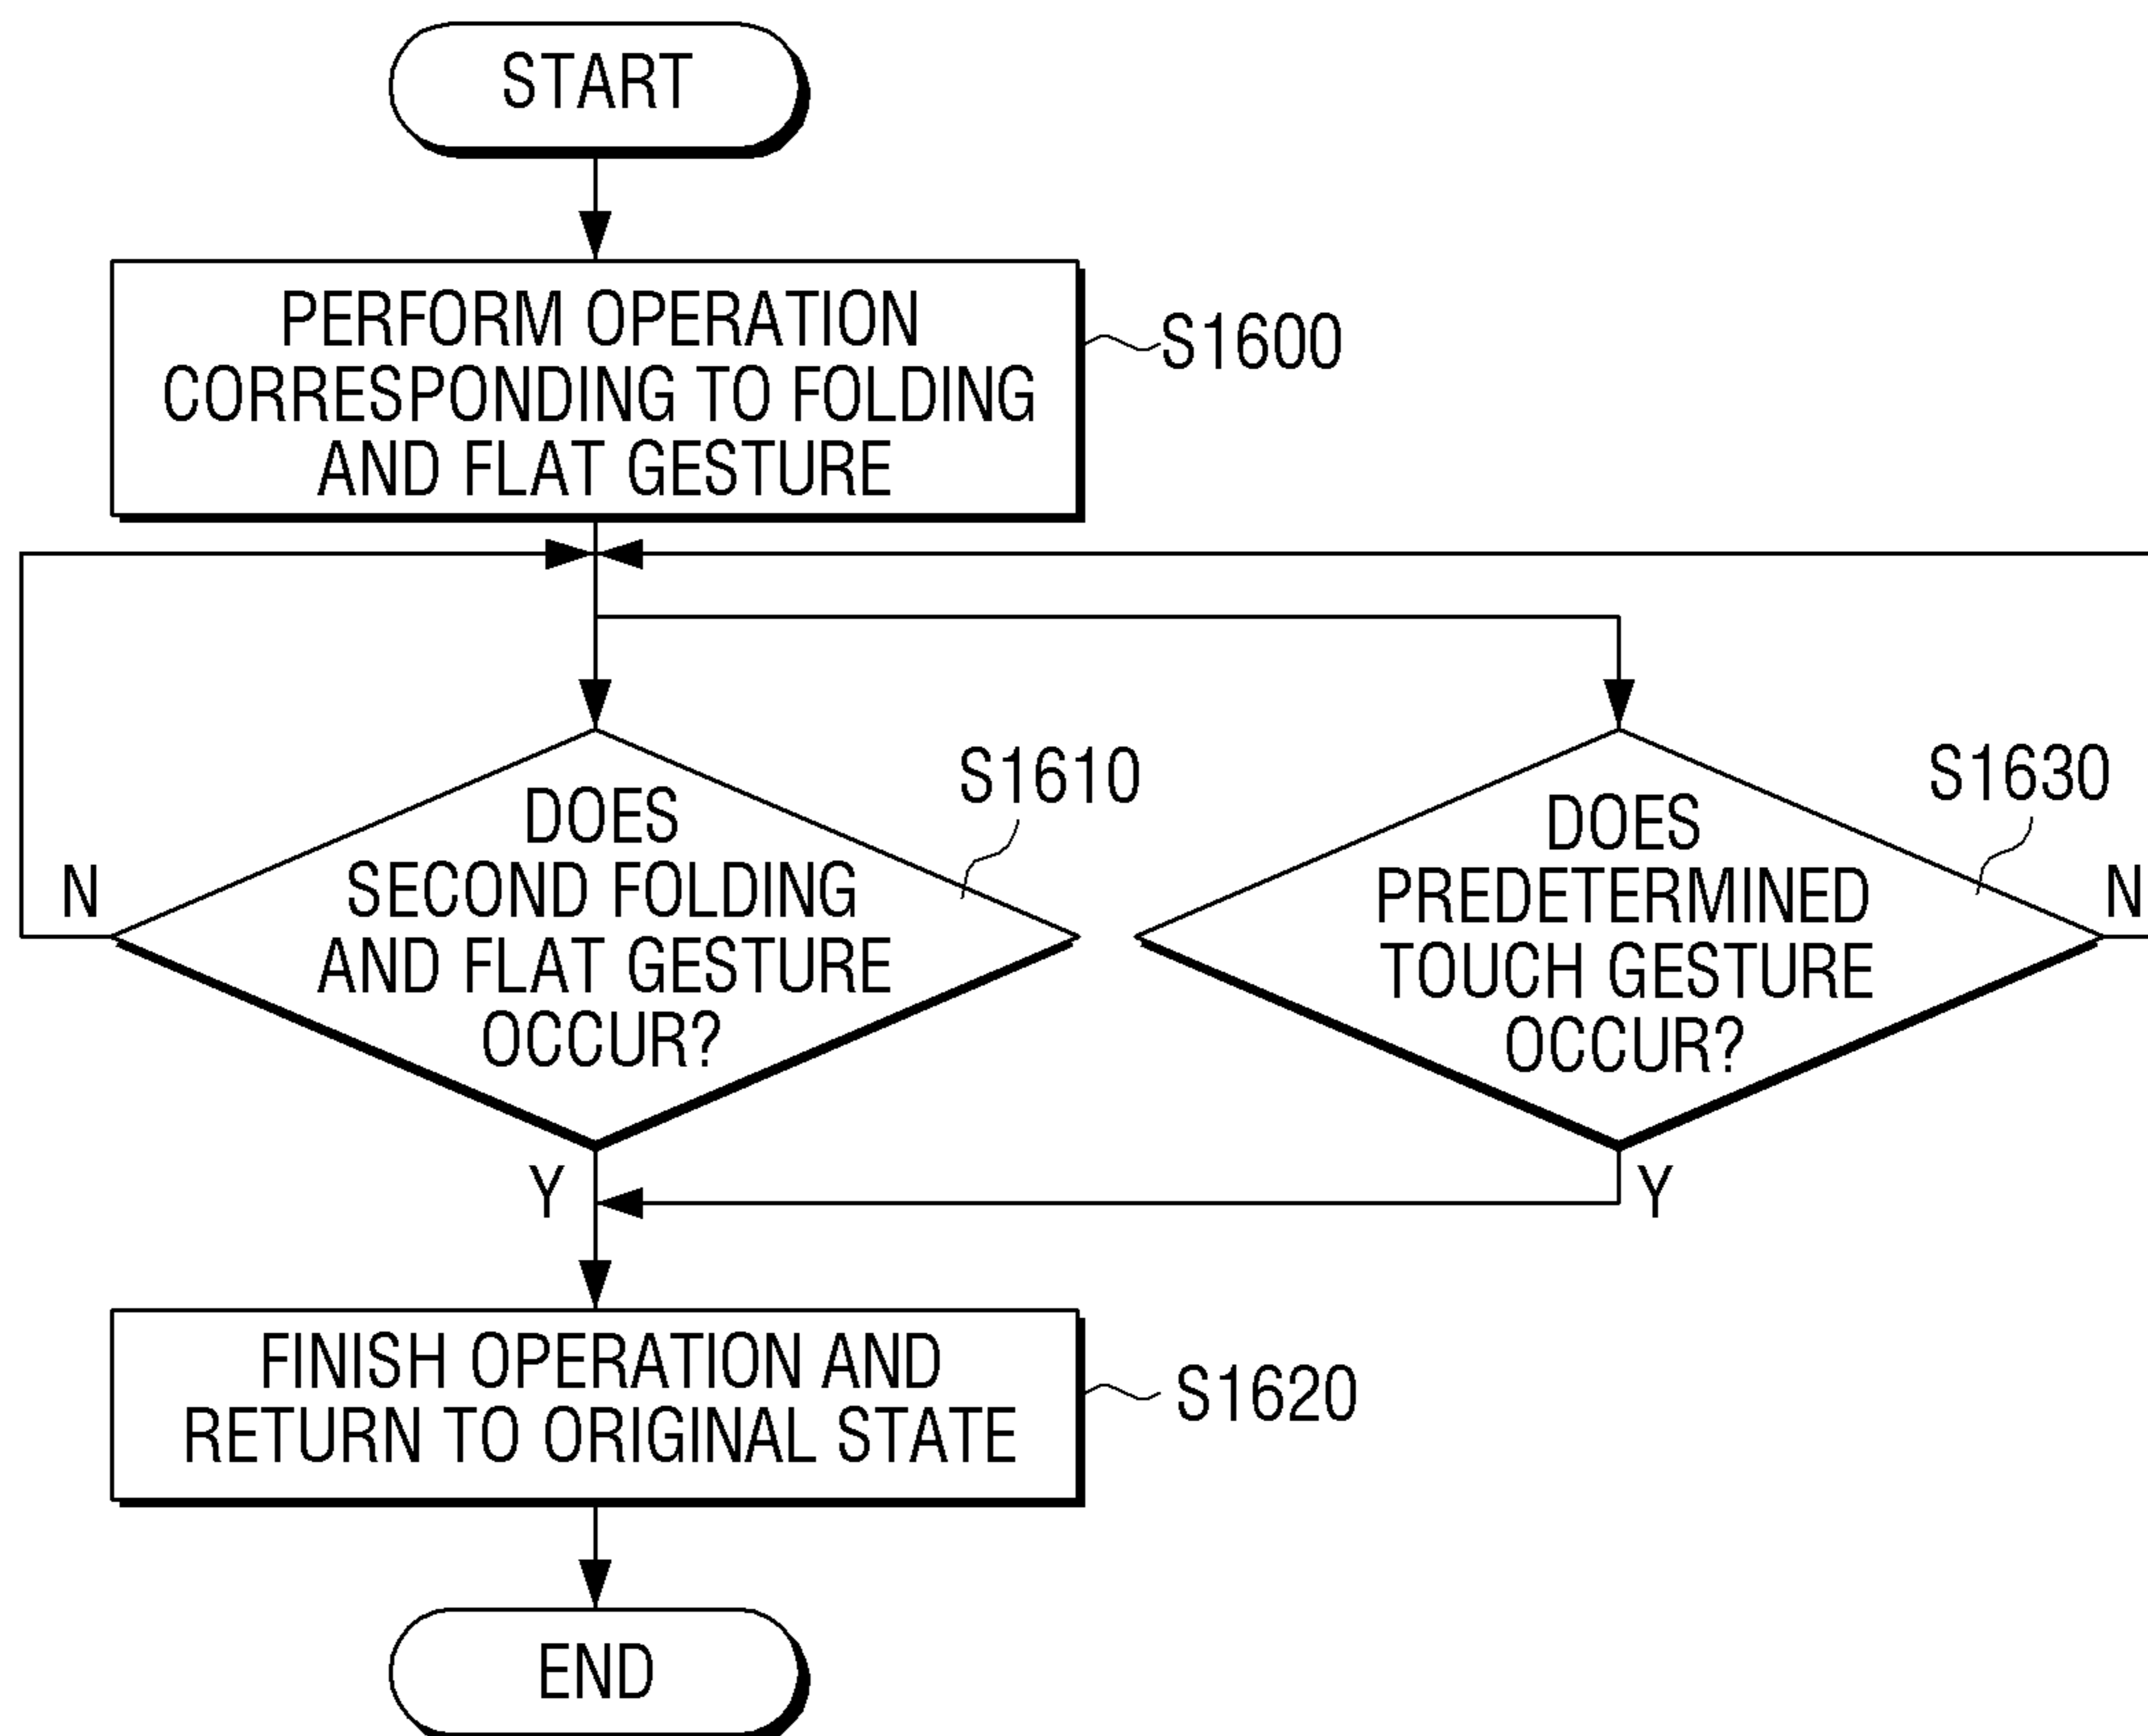 START
PERFORM OPERATION
CORRESPONDING TO FOLDING
AND FLAT GESTURE
S1600
S1610
DOES
SECOND FOLDING
AND FLAT GESTURE
OCCUR?
N
Y
S1630
DOES
PREDETERMINED
TOUCH GESTURE
OCCUR?
N
Y
FINISH OPERATION AND
RETURN TO ORIGINAL STATE
S1620
END